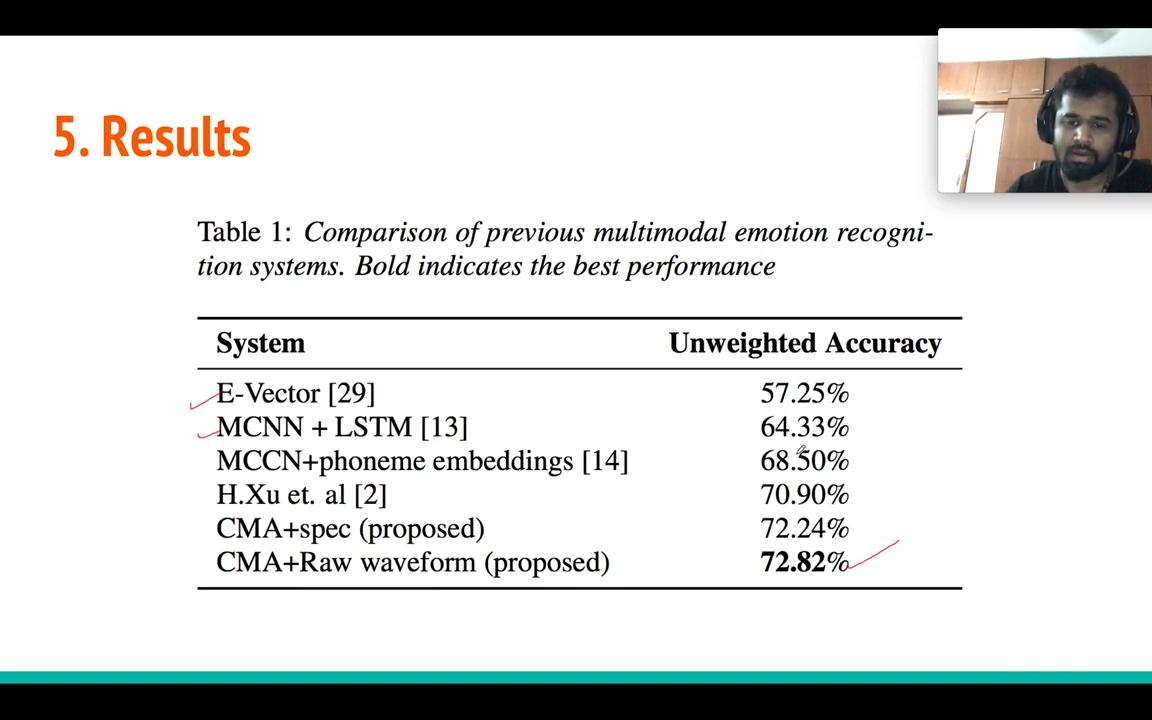 5. Results
Table 1: Comparison of previous multimodal emotion recogni-
tion systems. Bold indicates the best performance
System Unweighted Accuracy
E-Vector [29] 57.25%
MCNN + LSTM [13] 64.33%
MCCN+phoneme embeddings [14] 68.50%
H.Xu et. al [2] 70.90%
CMA+spec (proposed) 72.24%
CMA+Raw waveform (proposed) 72.82%